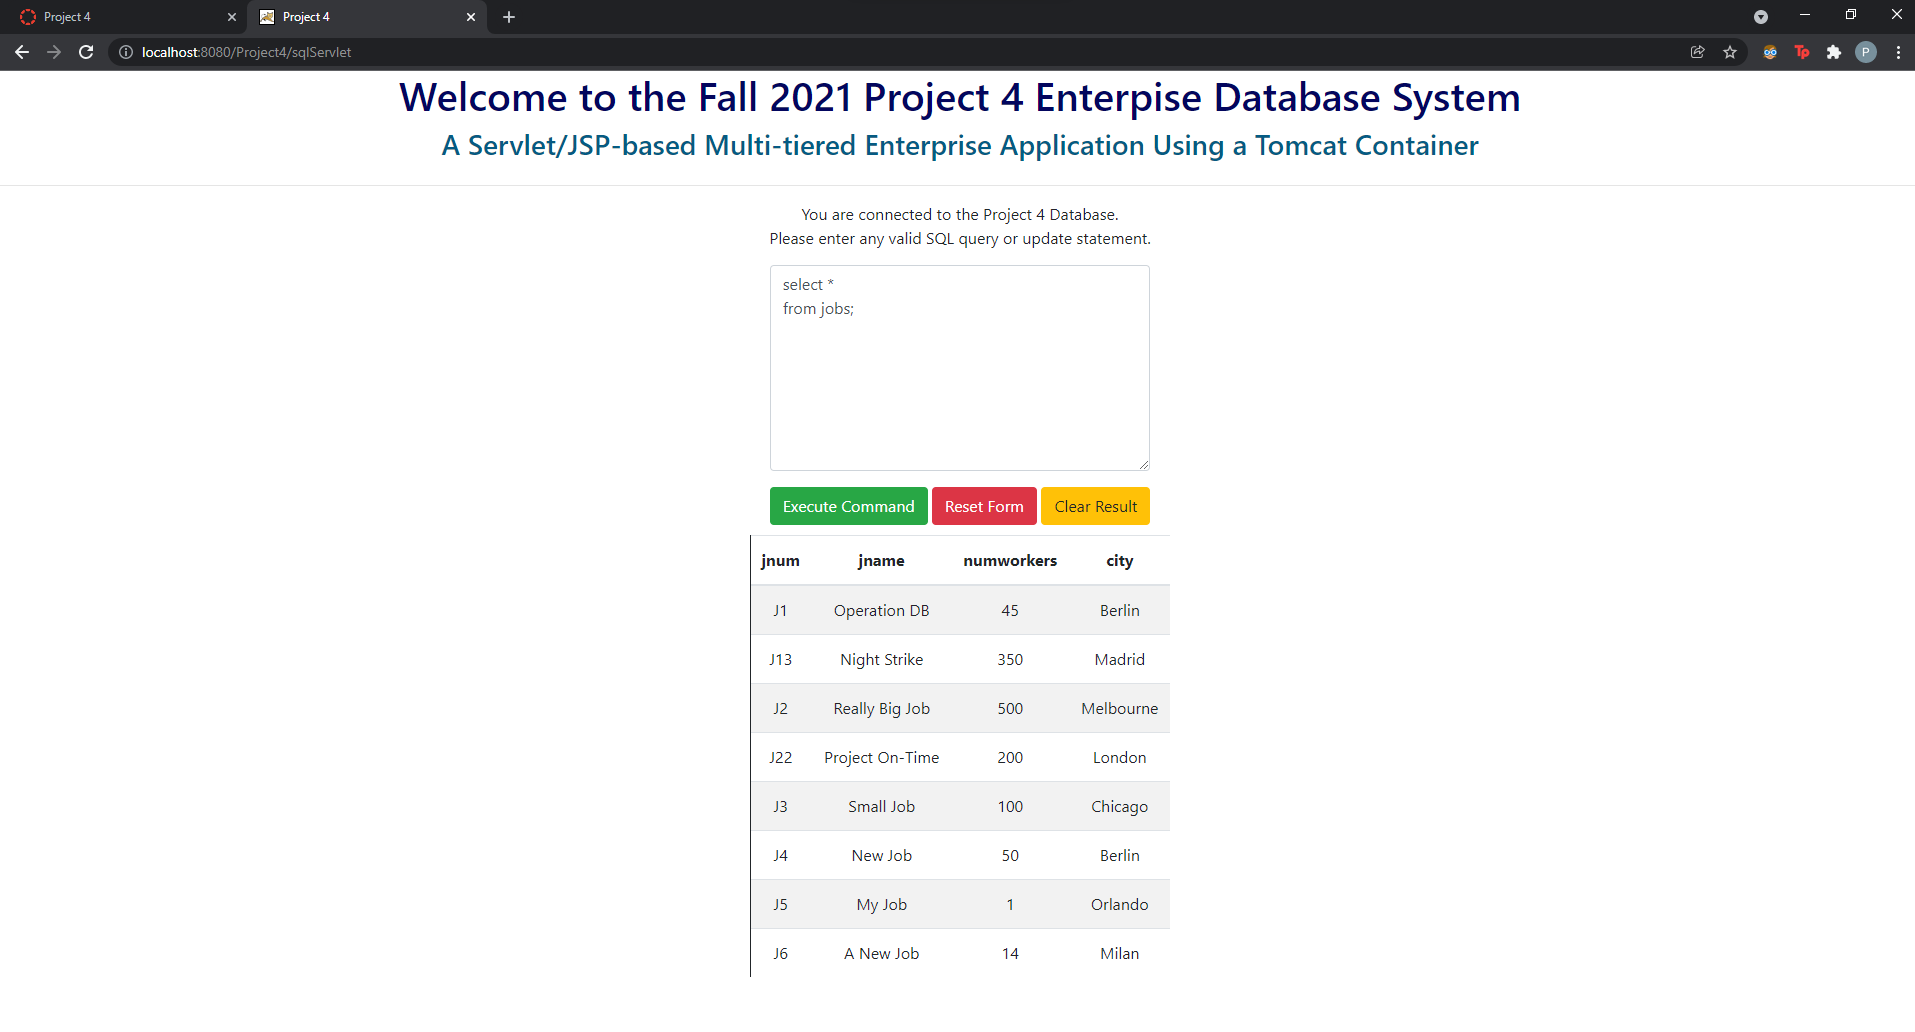 Project 4
Project 4
localhost:8080/Project4/sqlServlet
Tp
P
Welcome to the Fall 2021 Project 4 Enterpise Database System
A Servlet/JSP-based Multi-tiered Enterprise Application Using a Tomcat Container
You are connected to the Project 4 Database.
Please enter any valid SQL query or update statement.
select *
from jobs;
Execute Command Reset Form Clear Result
jnum jname numworkers city
J1 Operation DB 45 Berlin
J13 Night Strike 350 Madrid
J2 Really Big Job 500 Melbourne
J22 Project On-Time 200 London
J3 Small Job 100 Chicago
J4 New Job 50 Berlin
J5 My Job 1 Orlando
J6 A New Job 14 Milan